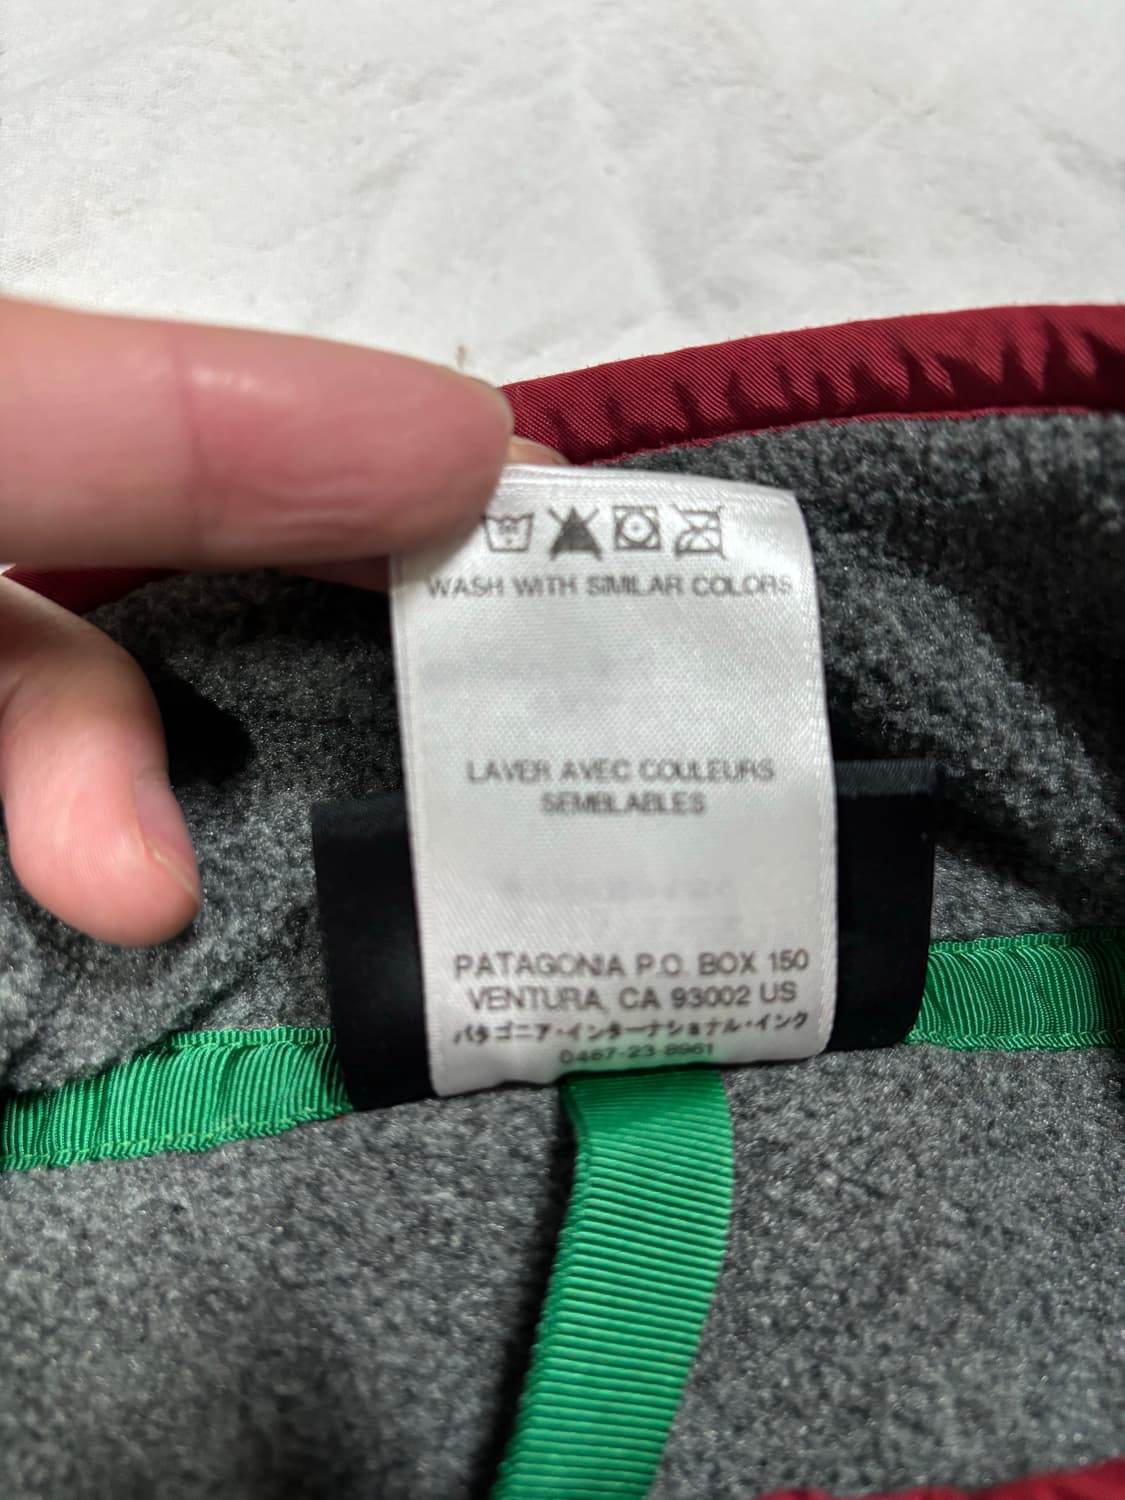 WASH WITH SIMILAR COLORS
LAVER AVEC COULEURS
SEMBLABLES
PATAGONIA P.O. BOX 150
VENTURA, CA 93002 US
パタゴニア・インターナショナル・インク
0467-23-8961